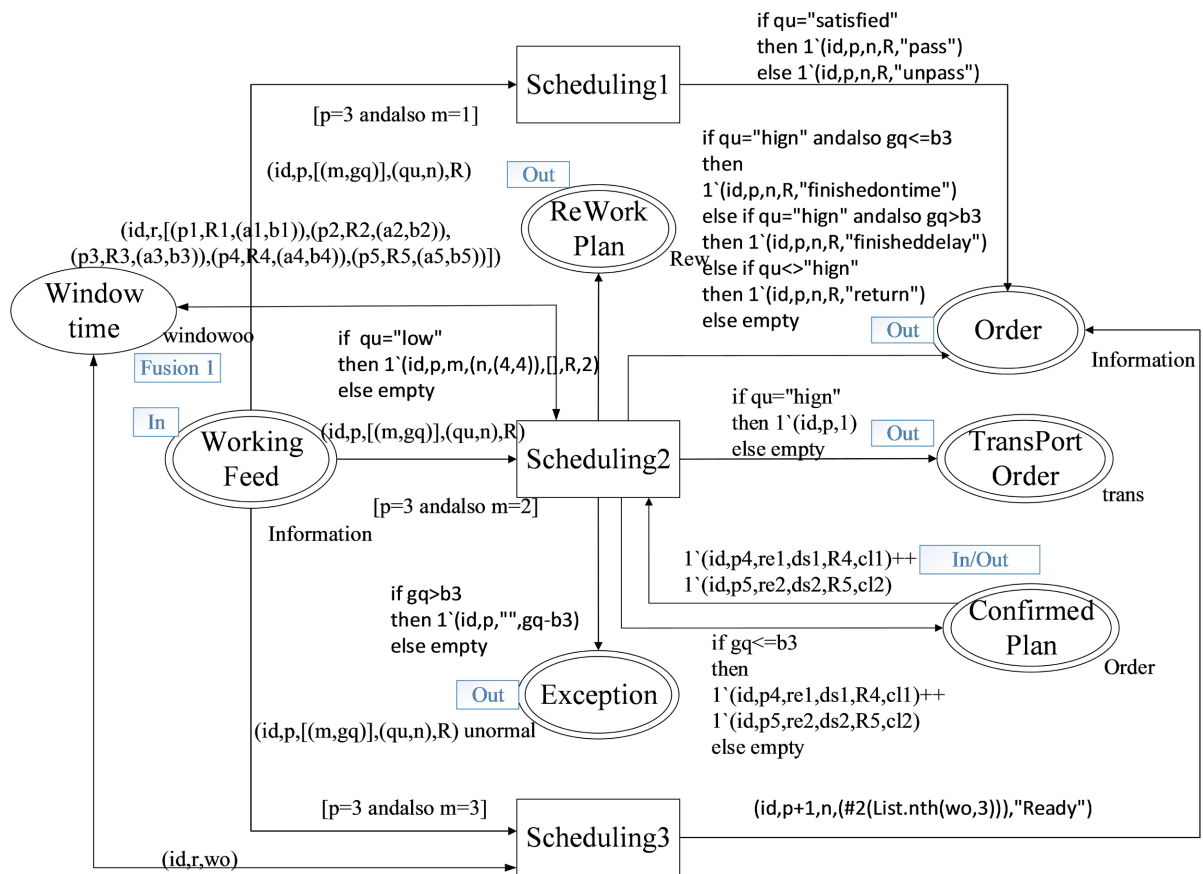 if qu="satisfied"
then 1`(id,p,n,R,"pass")
else 1`(id,p,n,R,"unpass")
Scheduling1
[p=3 andalso m=1]
if qu="hign" andalso gq<=b3
then
1`(id,p,n,R,"finishedontime")
else if qu="hign" andalso gq>b3
then 1`(id,p,n,R,"finisheddelay")
else if qu<>"hign"
then 1`(id,p,n,R,"return")
else empty
(id,p,[(m,gq)],(qu,n),R)
Out
ReWork
Plan
Rew
(id,r,[(p1,R1,(a1,b1)),(p2,R2,(a2,b2)),
(p3,R3,(a3,b3)),(p4,R4,(a4,b4)),(p5,R5,(a5,b5))])
Window
time
windowoo
Fusion 1
if qu="low"
then 1`(id,p,m,(n,(4,4)),[],R,2)
else empty
Out
Order
Information
In
Working
Feed
Information
(id,p,[(m,gq)],(qu,n),R)
Scheduling2
[p=3 andalso m=2]
if qu="hign"
then 1`(id,p,1)
else empty
Out
TransPort
Order
trans
1`(id,p4,re1,ds1,R4,cl1)++
1`(id,p5,re2,ds2,R5,cl2)
In/Out
Confirmed
Plan
Order
if gq>b3
then 1`(id,p,"",gq-b3)
else empty
if gq<=b3
then
1`(id,p4,re1,ds1,R4,cl1)++
1`(id,p5,re2,ds2,R5,cl2)
else empty
Out
Exception
(id,p,[(m,gq)],(qu,n),R) unormal
[p=3 andalso m=3]
Scheduling3
(id,p+1,n,(#2(List.nth(wo,3))),"Ready")
(id,r,wo)